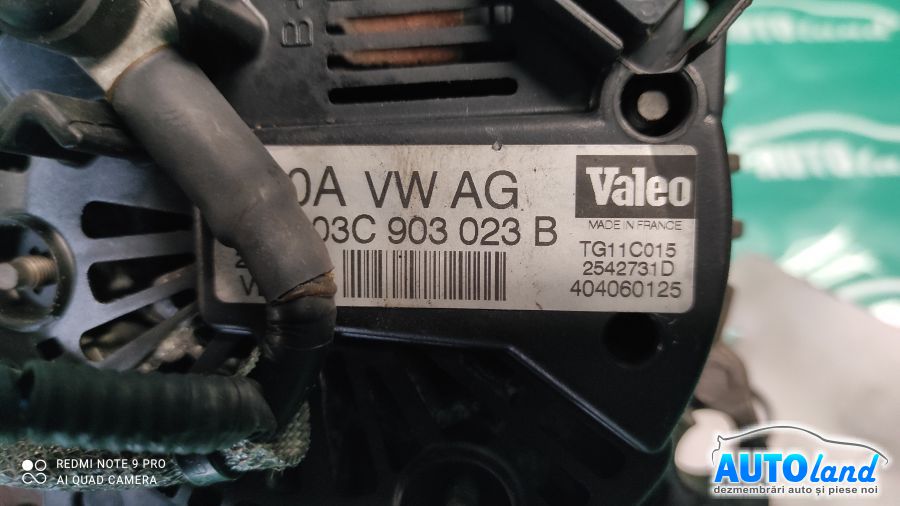 B+
0A VW AG
03C 903 023 B
Valeo
MADE IN FRANCE
TG11C015
2542731D
404060125
REDMI NOTE 9 PRO
AI QUAD CAMERA
AUTOland
dezmembrări auto și piese noi